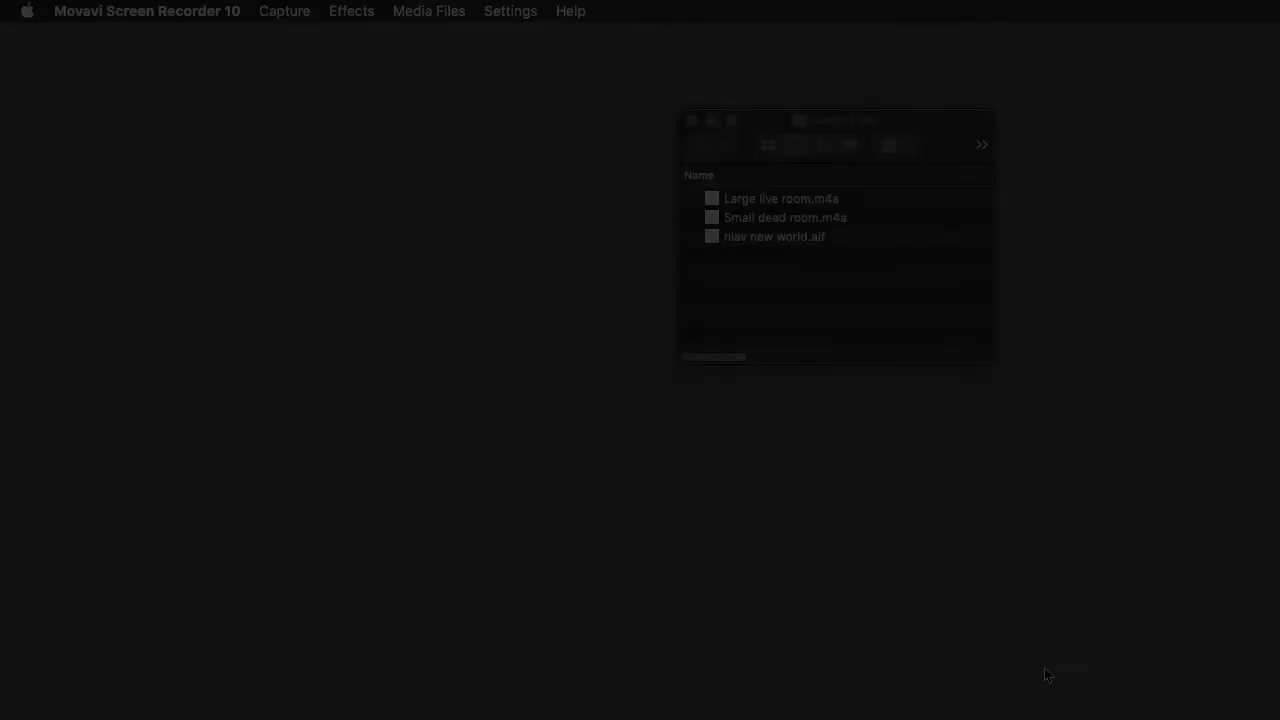 Movavi Screen Recorder 10 Capture Effects Media Files Settings Help
Name
Large live room.m4a
Small dead room.m4a
niav new world.aif